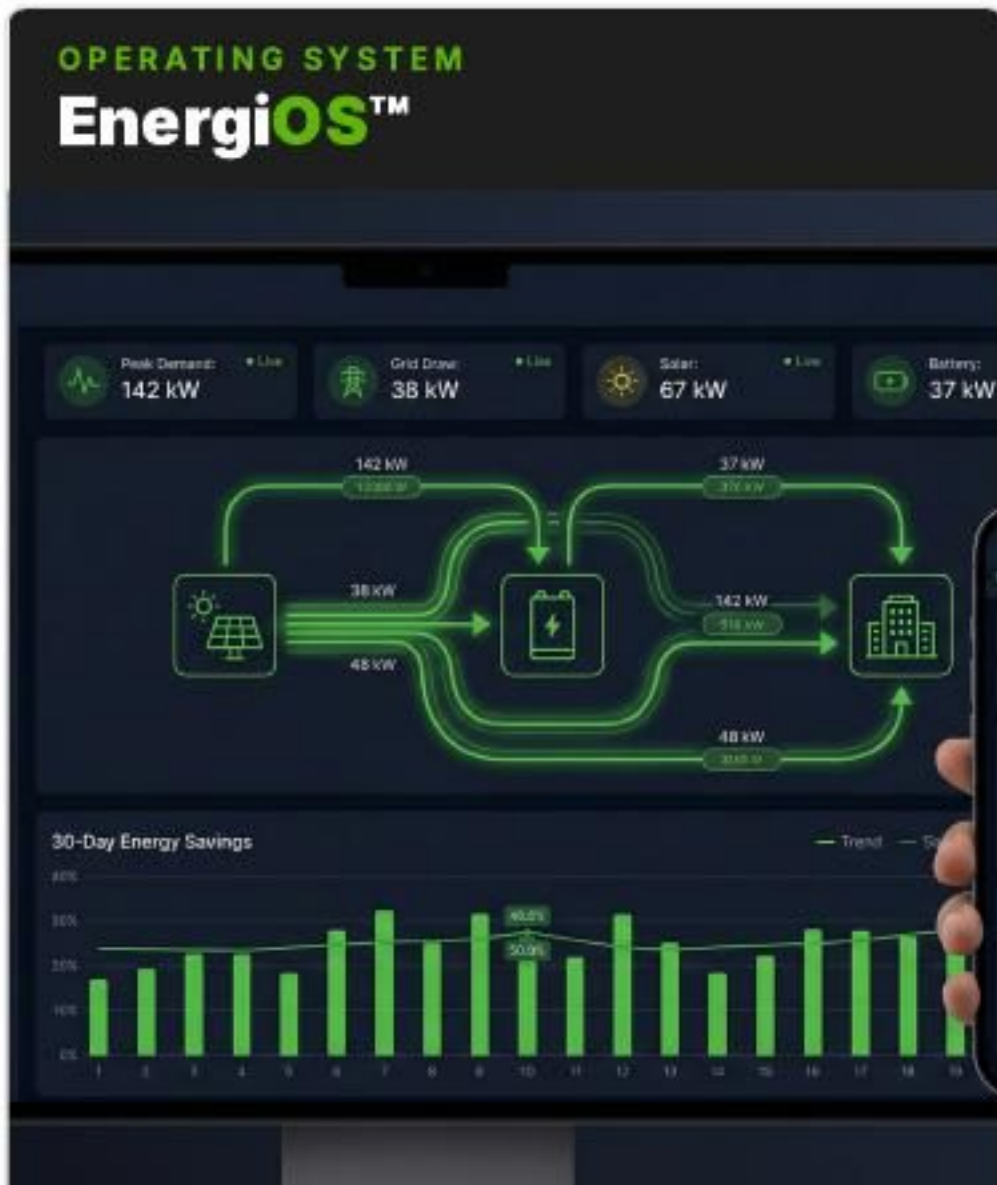 OPERATING SYSTEM
EnergiOS™
Peak Demand: • Live
142 kW
Grid Draw: • Live
38 kW
Solar: • Live
67 kW
Battery:
37 kW
142 kW
37 kW
38 kW
142 kW
48 kW
48 kW
30-Day Energy Savings
Trend
40%
30%
20%
10%
0%
1 2 3 4 5 6 7 8 9 10 11 12 13 14 15 16 17 18 19